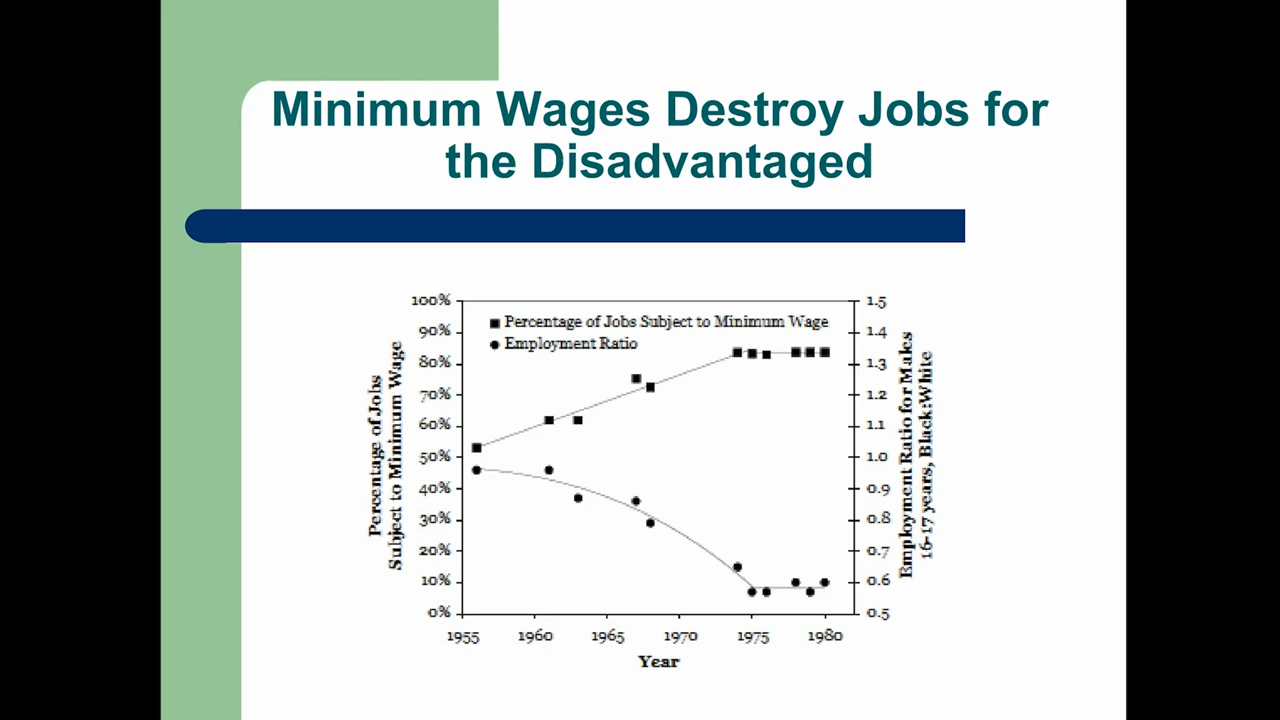 Minimum Wages Destroy Jobs for
the Disadvantaged
100%
90%
80%
70%
60%
50%
40%
30%
20%
10%
0%
Percentage of Jobs
Subject to Minimum Wage
Percentage of Jobs Subject to Minimum Wage
Employment Ratio
1.5
1.4
1.3
1.2
1.1
1.0
0.9
0.8
0.7
0.6
0.5
Employment Ratio for Males
16-17 years, Black:White
1955 1960 1965 1970 1975 1980
Year